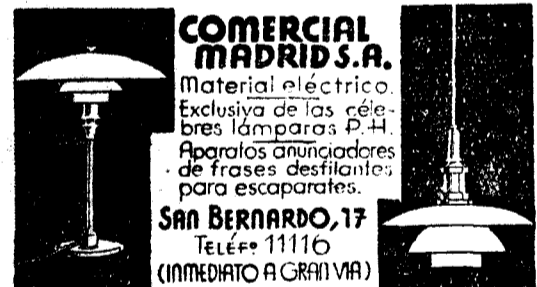 COMERCIAL
MADRID S.A.
Material eléctrico.
Exclusiva de las céle-
bres lámparas P.H.
Aparatos anunciadores
de frases desfilantes
para escaparates.
SAN BERNARDO, 17
TELÉFº 11116
(INMEDIATO A GRAN VIA)